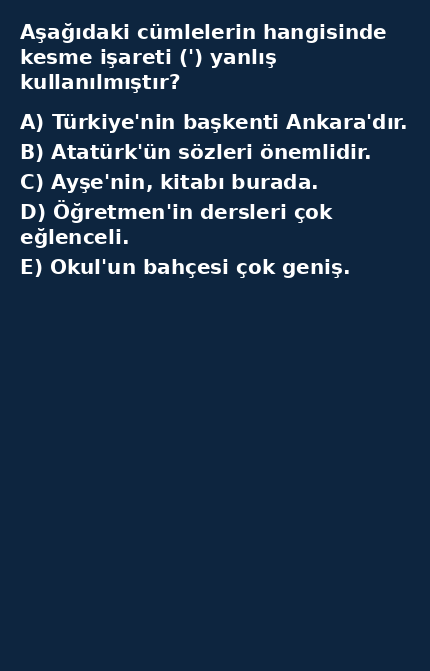 Aşağıdaki cümlelerin hangisinde
kesme işareti (') yanlış
kullanılmıştır?
A) Türkiye'nin başkenti Ankara'dır.
B) Atatürk'ün sözleri önemlidir.
C) Ayşe'nin, kitabı burada.
D) Öğretmen'in dersleri çok
eğlenceli.
E) Okul'un bahçesi çok geniş.